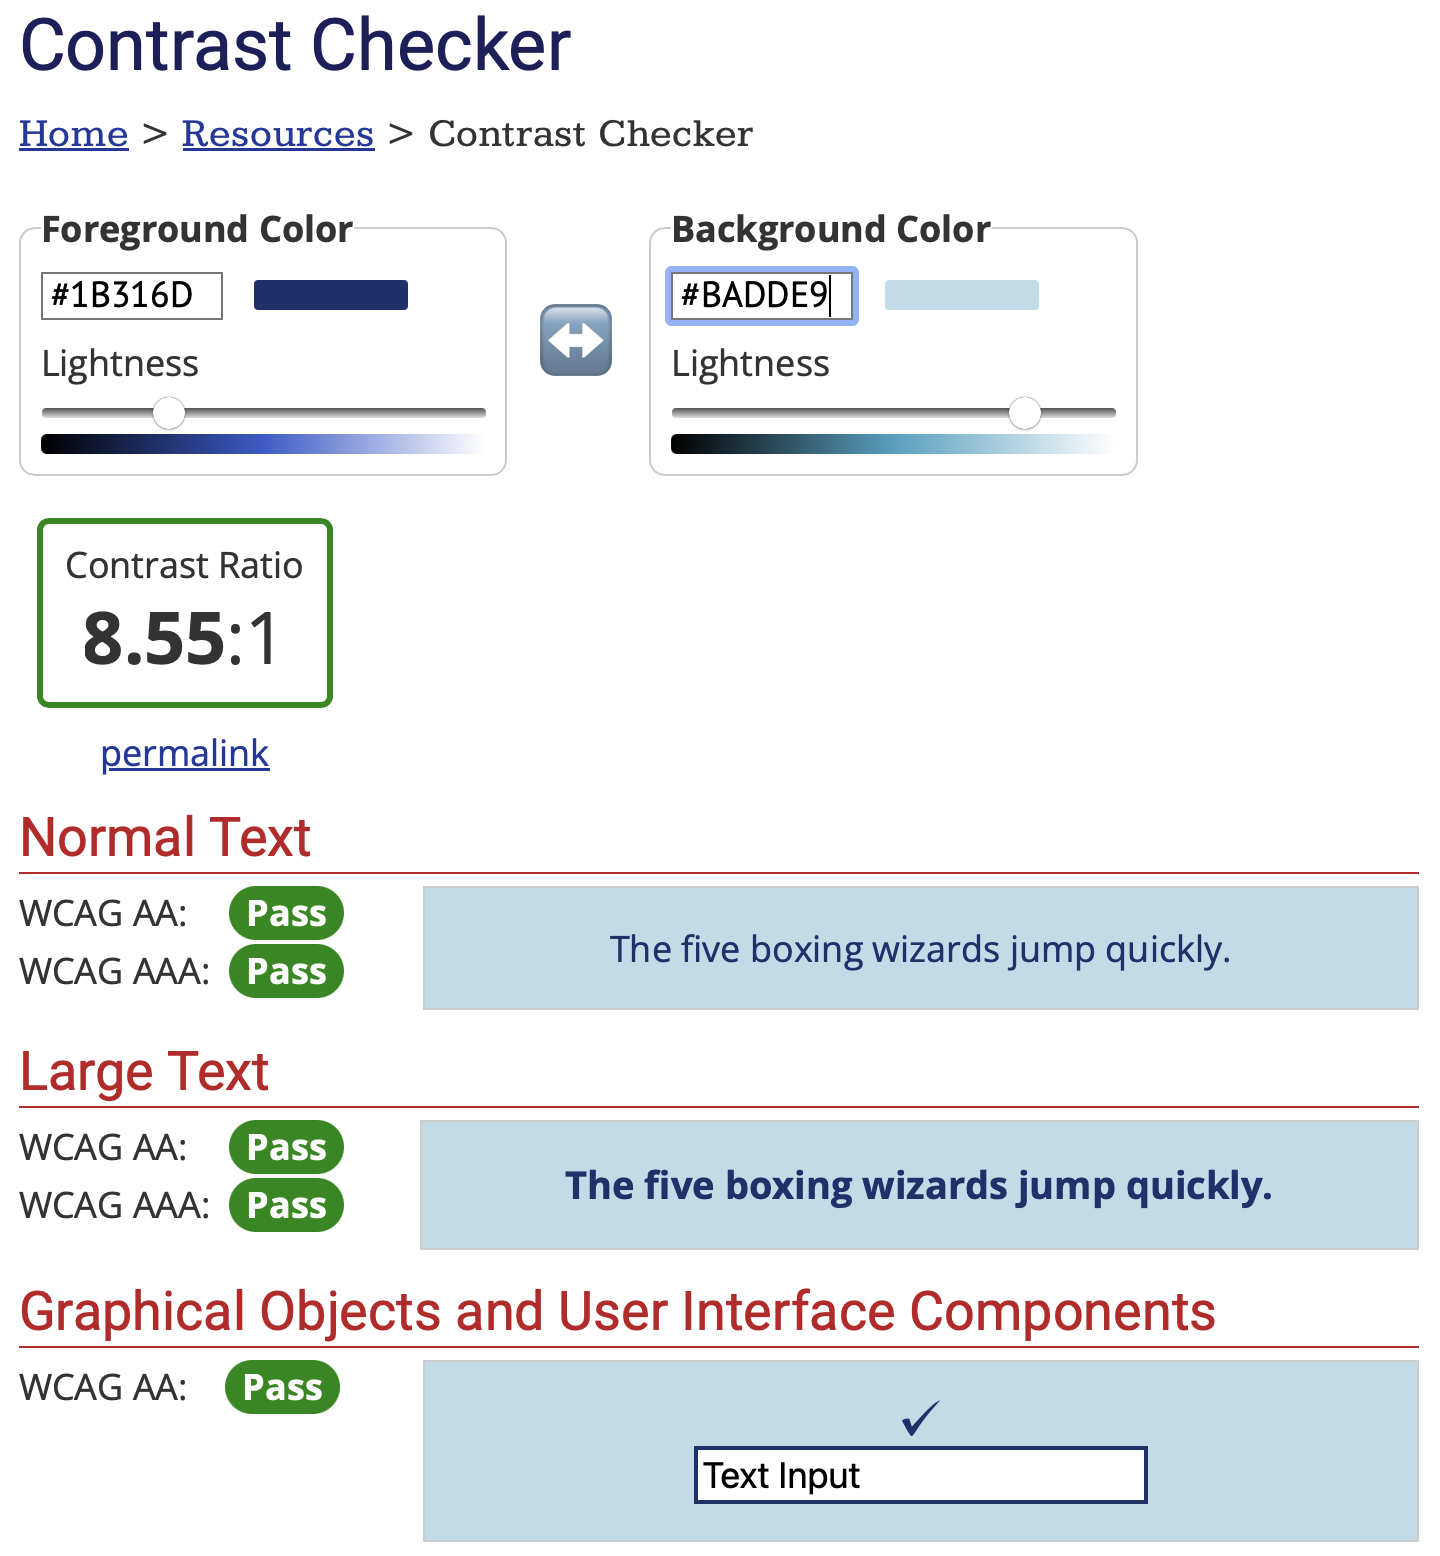 Contrast Checker
Home > Resources > Contrast Checker
Foreground Color
#1B316D
Lightness
Background Color
#BADDE9
Lightness
Contrast Ratio
8.55:1
permalink
Normal Text
WCAG AA: Pass
WCAG AAA: Pass
The five boxing wizards jump quickly.
Large Text
WCAG AA: Pass
WCAG AAA: Pass
The five boxing wizards jump quickly.
Graphical Objects and User Interface Components
WCAG AA: Pass
✓
Text Input